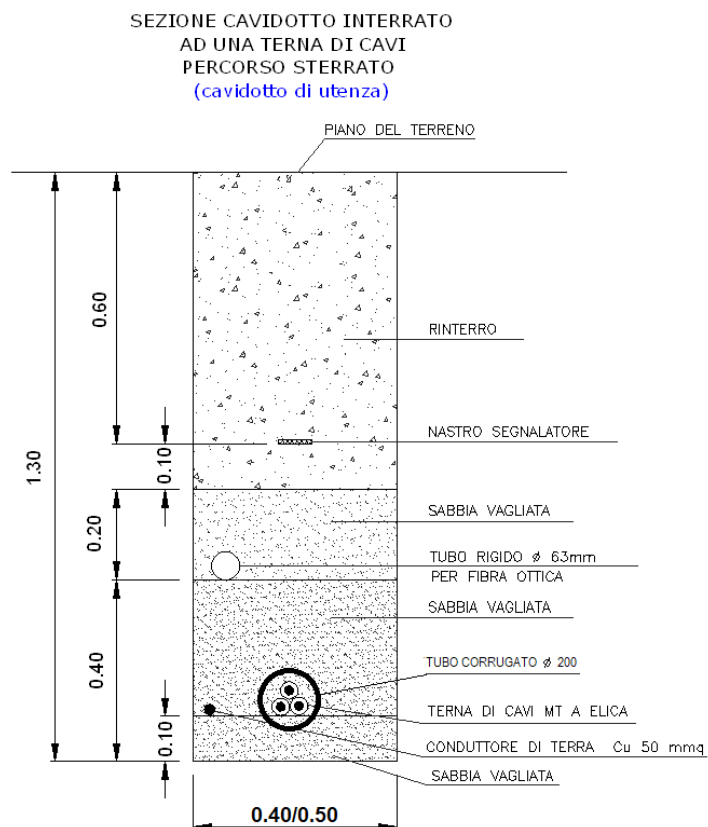 SEZIONE CAVIDOTTO INTERRATO
AD UNA TERNA DI CAVI
PERCORSO STERRATO
(cavidotto di utenza)
PIANO DEL TERRENO
0.60
RINTERRO
NASTRO SEGNALATORE
1.30
0.10
0.20
SABBIA VAGLIATA
TUBO RIGIDO ø 63mm
PER FIBRA OTTICA
SABBIA VAGLIATA
0.40
TUBO CORRUGATO ø 200
TERNA DI CAVI MT A ELICA
0.10
CONDUTTORE DI TERRA Cu 50 mmq
SABBIA VAGLIATA
0.40/0.50